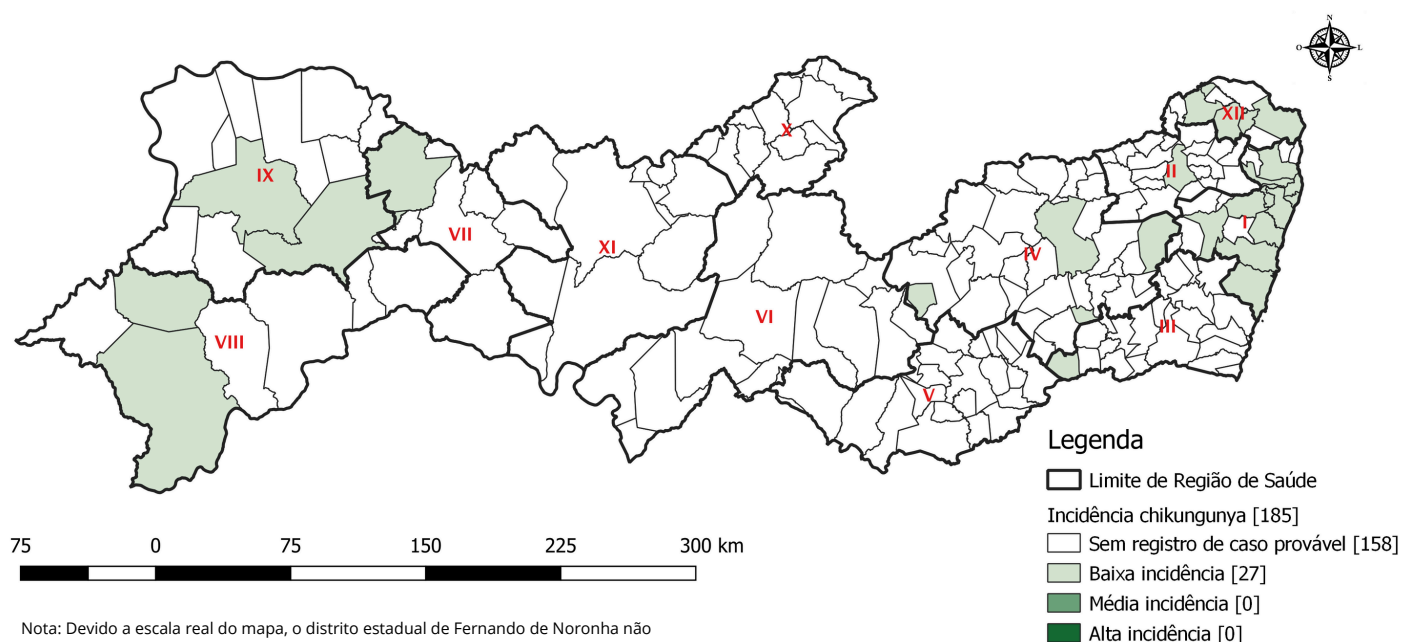 N
O
L
S
XII
X
IX
II
I
VII
XI
IV
VI
III
VIII
V
Legenda
Limite de Região de Saúde
Incidência chikungunya [185]
Sem registro de caso provável [158]
Baixa incidência [27]
Média incidência [0]
Alta incidência [0]
75 0 75 150 225 300 km
Nota: Devido a escala real do mapa, o distrito estadual de Fernando de Noronha não